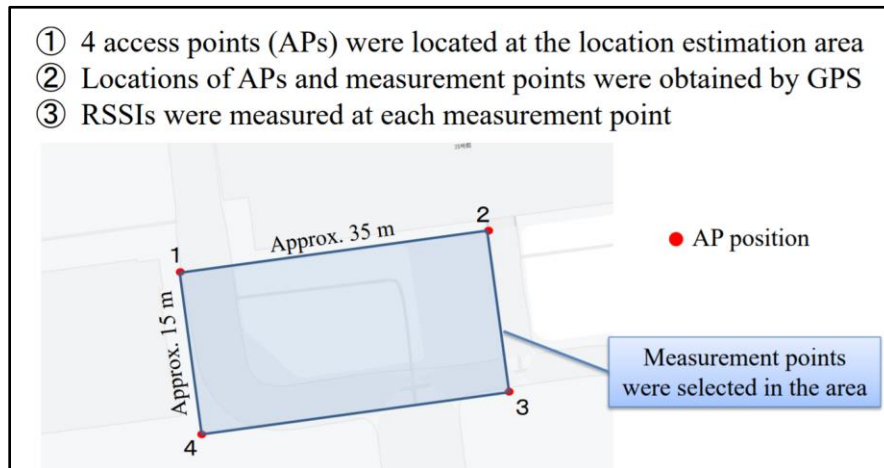 ① 4 access points (APs) were located at the location estimation area
② Locations of APs and measurement points were obtained by GPS
③ RSSIs were measured at each measurement point
1
Approx. 35 m
2
AP position
Approx. 15 m
Measurement points
were selected in the area
3
4